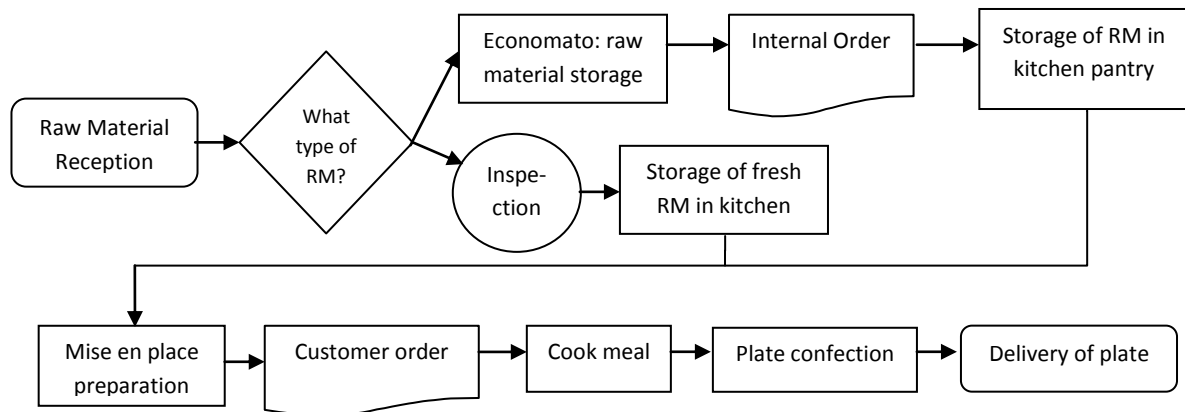 Raw Material
Reception
What
type of
RM?
Economato: raw
material storage
Internal Order
Storage of RM in
kitchen pantry
Inspe-
ction
Storage of fresh
RM in kitchen
Mise en place
preparation
Customer order
Cook meal
Plate confection
Delivery of plate